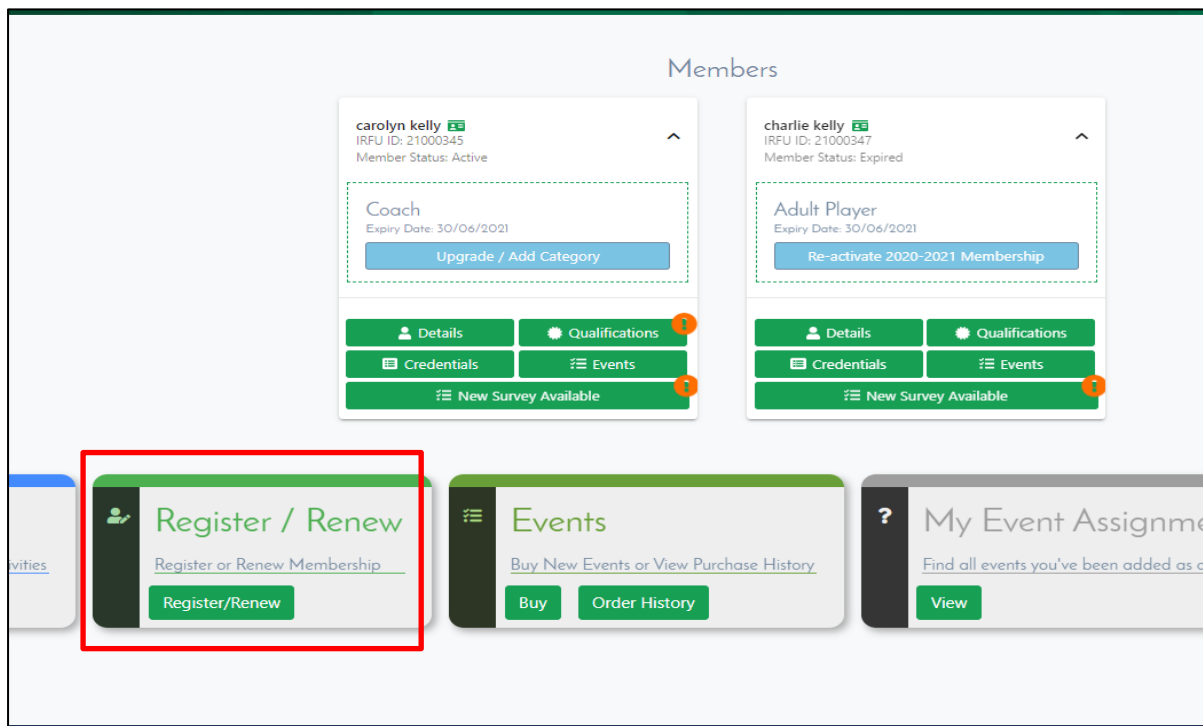 Members
carolyn kelly
IRFU ID: 21000345
Member Status: Active
Coach
Expiry Date: 30/06/2021
Upgrade / Add Category
Details
Qualifications
Credentials
Events
New Survey Available
charlie kelly
IRFU ID: 21000347
Member Status: Expired
Adult Player
Expiry Date: 30/06/2021
Re-activate 2020-2021 Membership
Details
Qualifications
Credentials
Events
New Survey Available
vities
Register / Renew
Register or Renew Membership
Register/Renew
Events
Buy New Events or View Purchase History
Buy
Order History
?
My Event Assignme
Find all events you've been added as
View